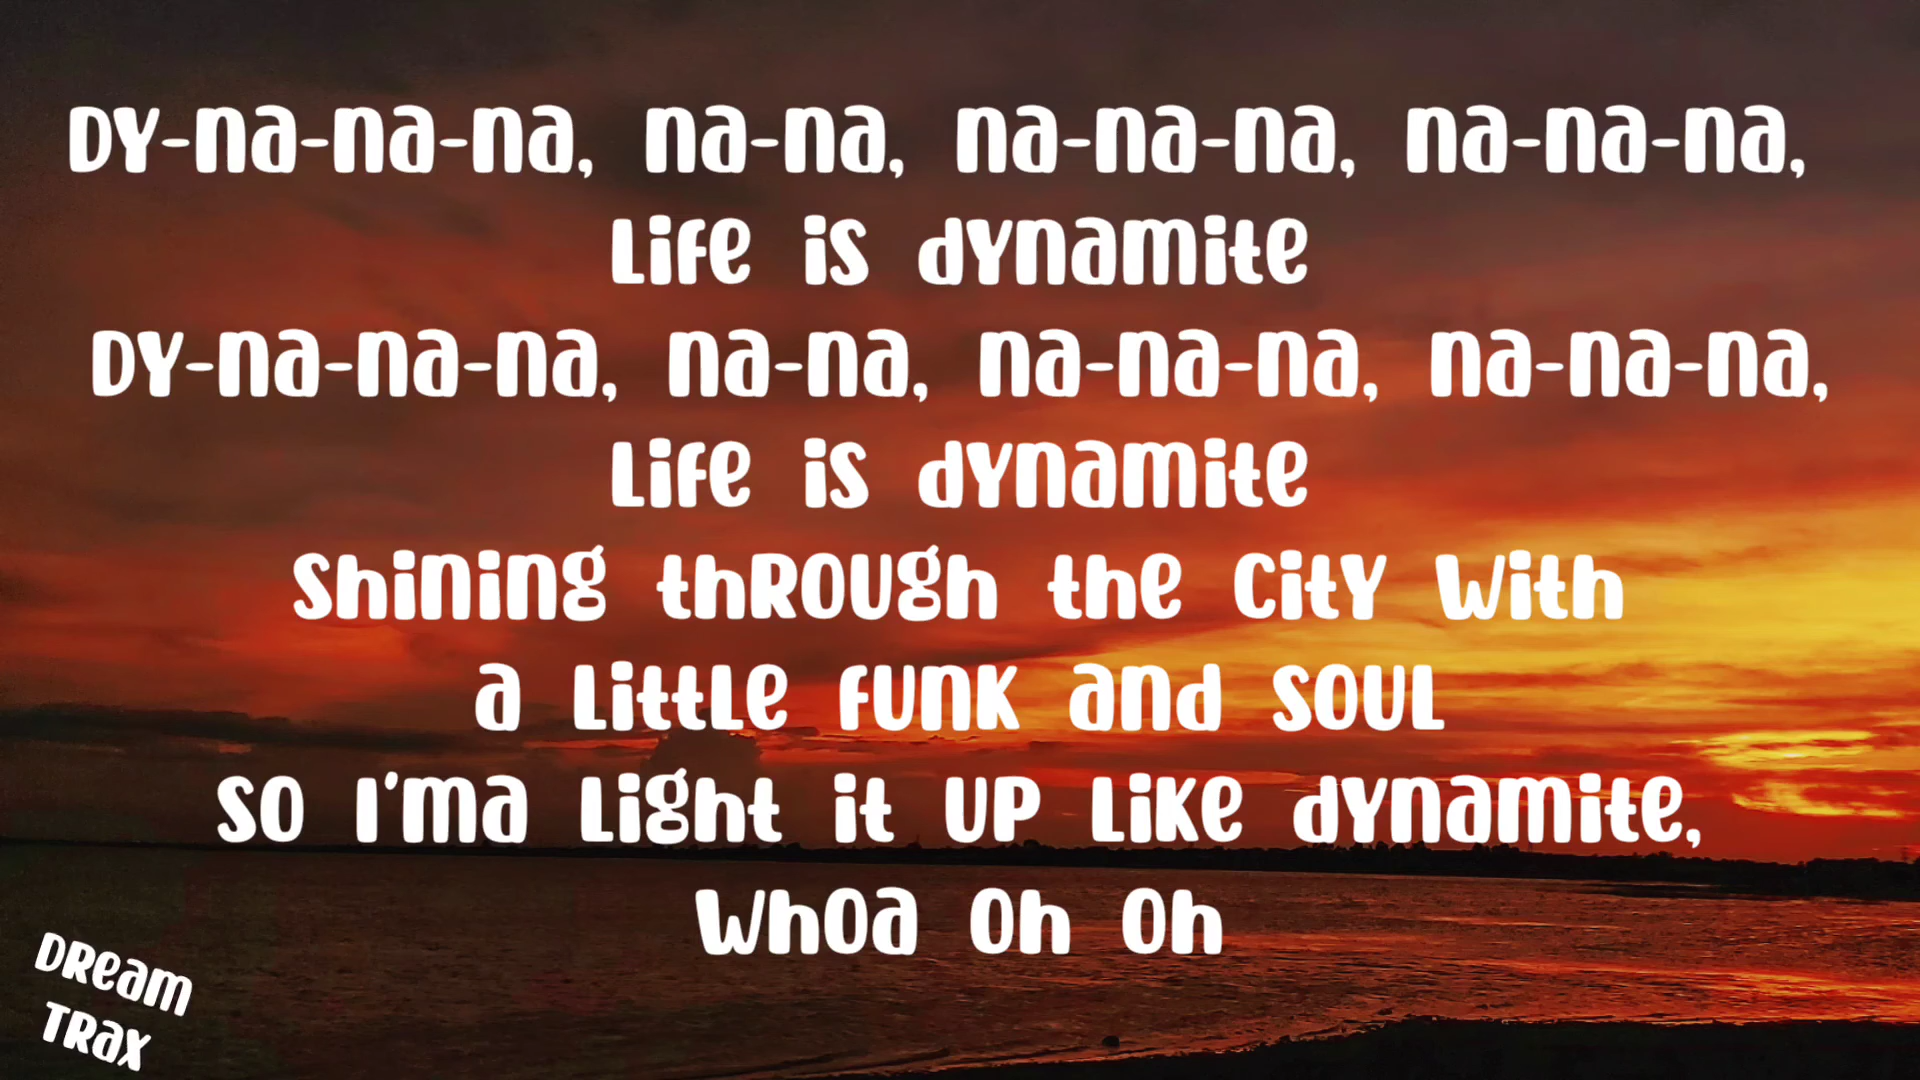 Dy-na-na-na, na-na, na-na-na, na-na-na,
Life is dynamite
Dy-na-na-na, na-na, na-na-na, na-na-na,
Life is dynamite
Shining through the City With
a Little funk and soul
So I'ma Light it up Like dynamite,
Whoa Oh Oh
Dream
Trax